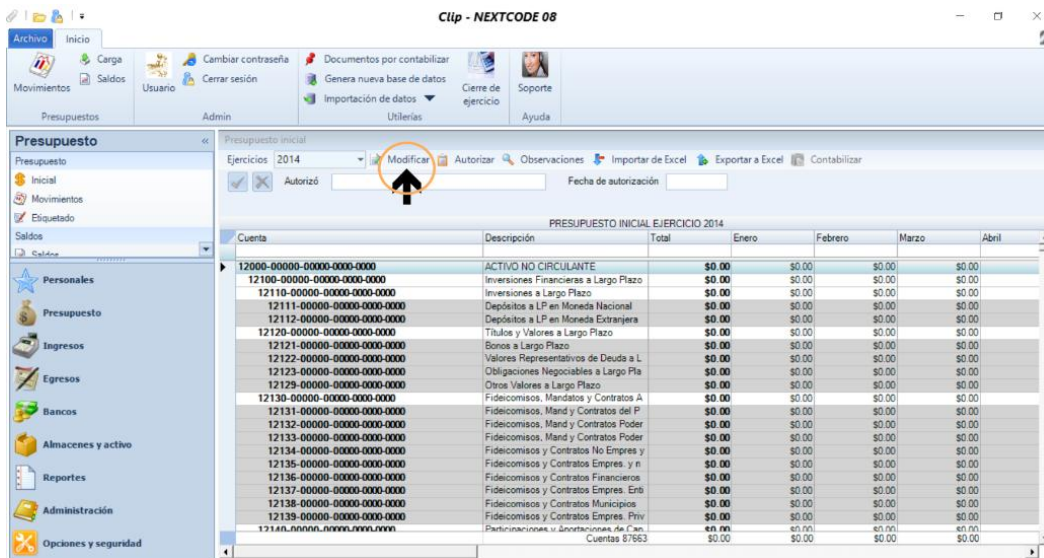 Clip - NEXTCODE 08
Archivo Inicio
Movimientos
Carga
Saldos
Presupuestos
Usuario
Cambiar contraseña
Cerrar sesión
Admin
Documentos por contabilizar
Genera nueva base de datos
Importación de datos
Utilerías
Cierre de
ejercicio
Soporte
Ayuda
Presupuesto «
Presupuesto
Inicial
Movimientos
Etiquetado
Saldos
Saldos
Personales
Presupuesto
Ingresos
Egresos
Bancos
Almacenes y activo
Reportes
Administración
Opciones y seguridad
Presupuesto inicial
Ejercicios 2014 Modificar Autorizar Observaciones Importar de Excel Exportar a Excel Contabilizar
Autorizó Fecha de autorización
PRESUPUESTO INICIAL EJERCICIO 2014
Cuenta Descripción Total Enero Febrero Marzo Abril
12000-00000-00000-0000-0000 ACTIVO NO CIRCULANTE $0.00 $0.00 $0.00 $0.00
12100-00000-00000-0000-0000 Inversiones Financieras a Largo Plazo $0.00 $0.00 $0.00 $0.00
12110-00000-00000-0000-0000 Inversiones a Largo Plazo $0.00 $0.00 $0.00 $0.00
12111-00000-00000-0000-0000 Depósitos a LP en Moneda Nacional $0.00 $0.00 $0.00 $0.00
12112-00000-00000-0000-0000 Depósitos a LP en Moneda Extranjera $0.00 $0.00 $0.00 $0.00
12120-00000-00000-0000-0000 Títulos y Valores a Largo Plazo $0.00 $0.00 $0.00 $0.00
12121-00000-00000-0000-0000 Bonos a Largo Plazo $0.00 $0.00 $0.00 $0.00
12122-00000-00000-0000-0000 Valores Representativos de Deuda a L $0.00 $0.00 $0.00 $0.00
12123-00000-00000-0000-0000 Obligaciones Negociables a Largo Pla $0.00 $0.00 $0.00 $0.00
12129-00000-00000-0000-0000 Otros Valores a Largo Plazo $0.00 $0.00 $0.00 $0.00
12130-00000-00000-0000-0000 Fideicomisos, Mandatos y Contratos A $0.00 $0.00 $0.00 $0.00
12131-00000-00000-0000-0000 Fideicomisos, Mand y Contratos del P $0.00 $0.00 $0.00 $0.00
12132-00000-00000-0000-0000 Fideicomisos, Mand y Contratos Poder $0.00 $0.00 $0.00 $0.00
12133-00000-00000-0000-0000 Fideicomisos, Mand y Contratos Poder $0.00 $0.00 $0.00 $0.00
12134-00000-00000-0000-0000 Fideicomisos y Contratos No Empres y $0.00 $0.00 $0.00 $0.00
12135-00000-00000-0000-0000 Fideicomisos y Contratos Empres. y n $0.00 $0.00 $0.00 $0.00
12136-00000-00000-0000-0000 Fideicomisos y Contratos Financieros $0.00 $0.00 $0.00 $0.00
12137-00000-00000-0000-0000 Fideicomisos y Contratos Empres. Enti $0.00 $0.00 $0.00 $0.00
12138-00000-00000-0000-0000 Fideicomisos y Contratos Municipios $0.00 $0.00 $0.00 $0.00
12139-00000-00000-0000-0000 Fideicomisos y Contratos Empres. Priv $0.00 $0.00 $0.00 $0.00
12140-00000-00000-0000-0000 Participaciones y Aportaciones de Cap $0.00 $0.00 $0.00 $0.00
Cuentas 87663 $0.00 $0.00 $0.00 $0.00